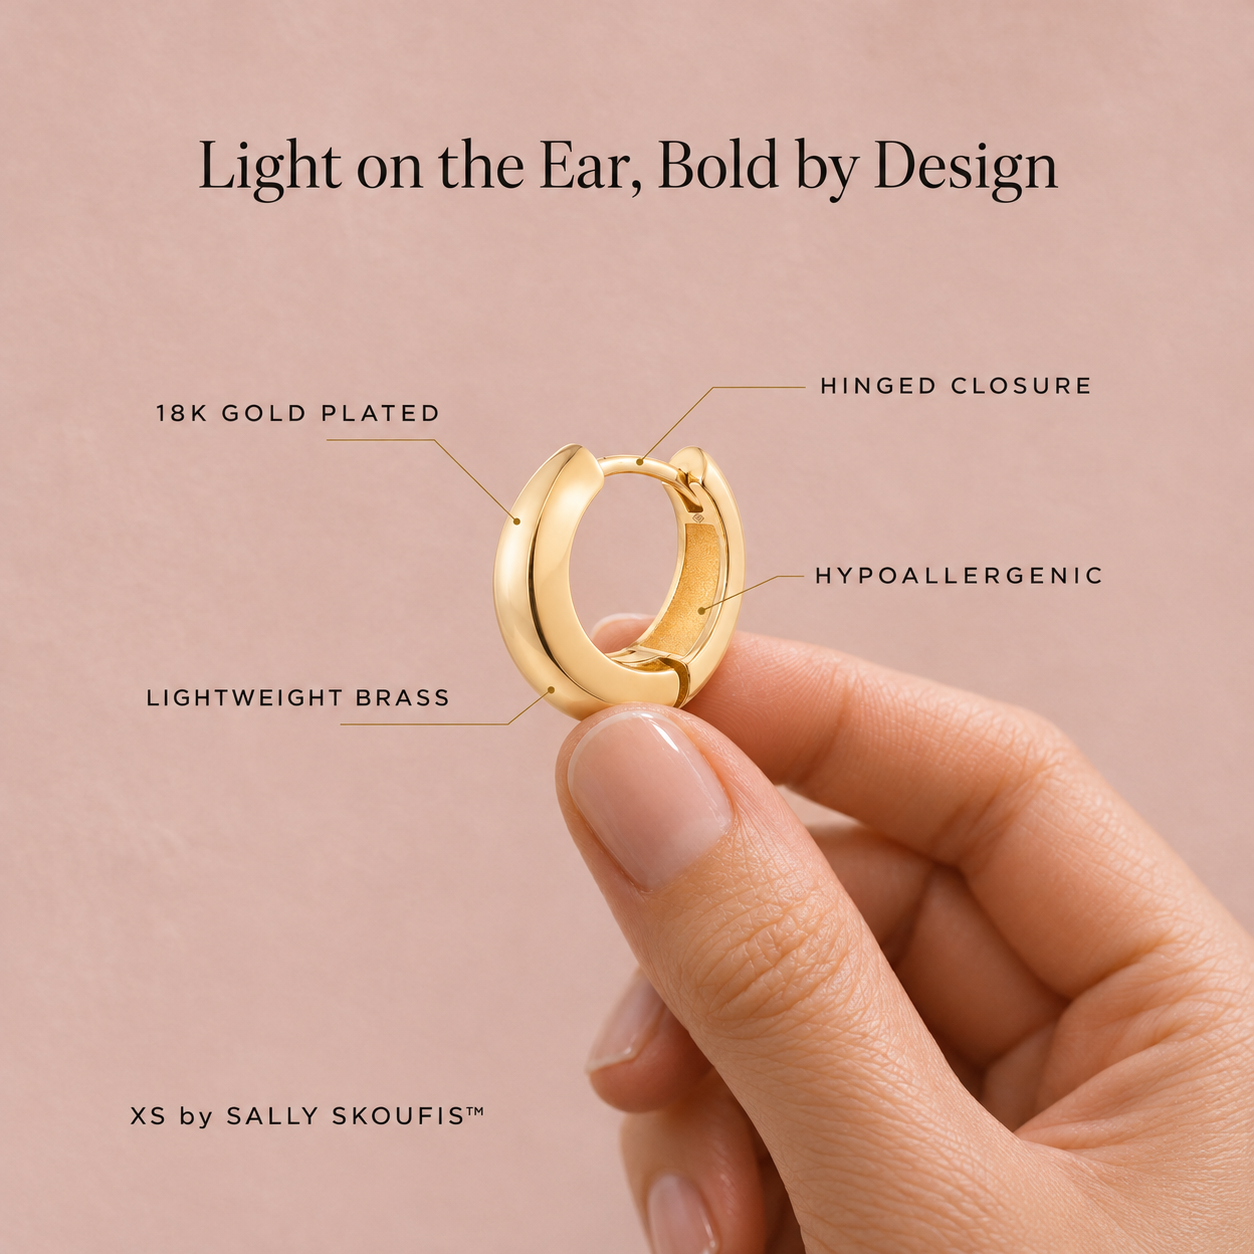 Light on the Ear, Bold by Design
HINGED CLOSURE
18K GOLD PLATED
HYPOALLERGENIC
LIGHTWEIGHT BRASS
XS by SALLY SKOUFIS™